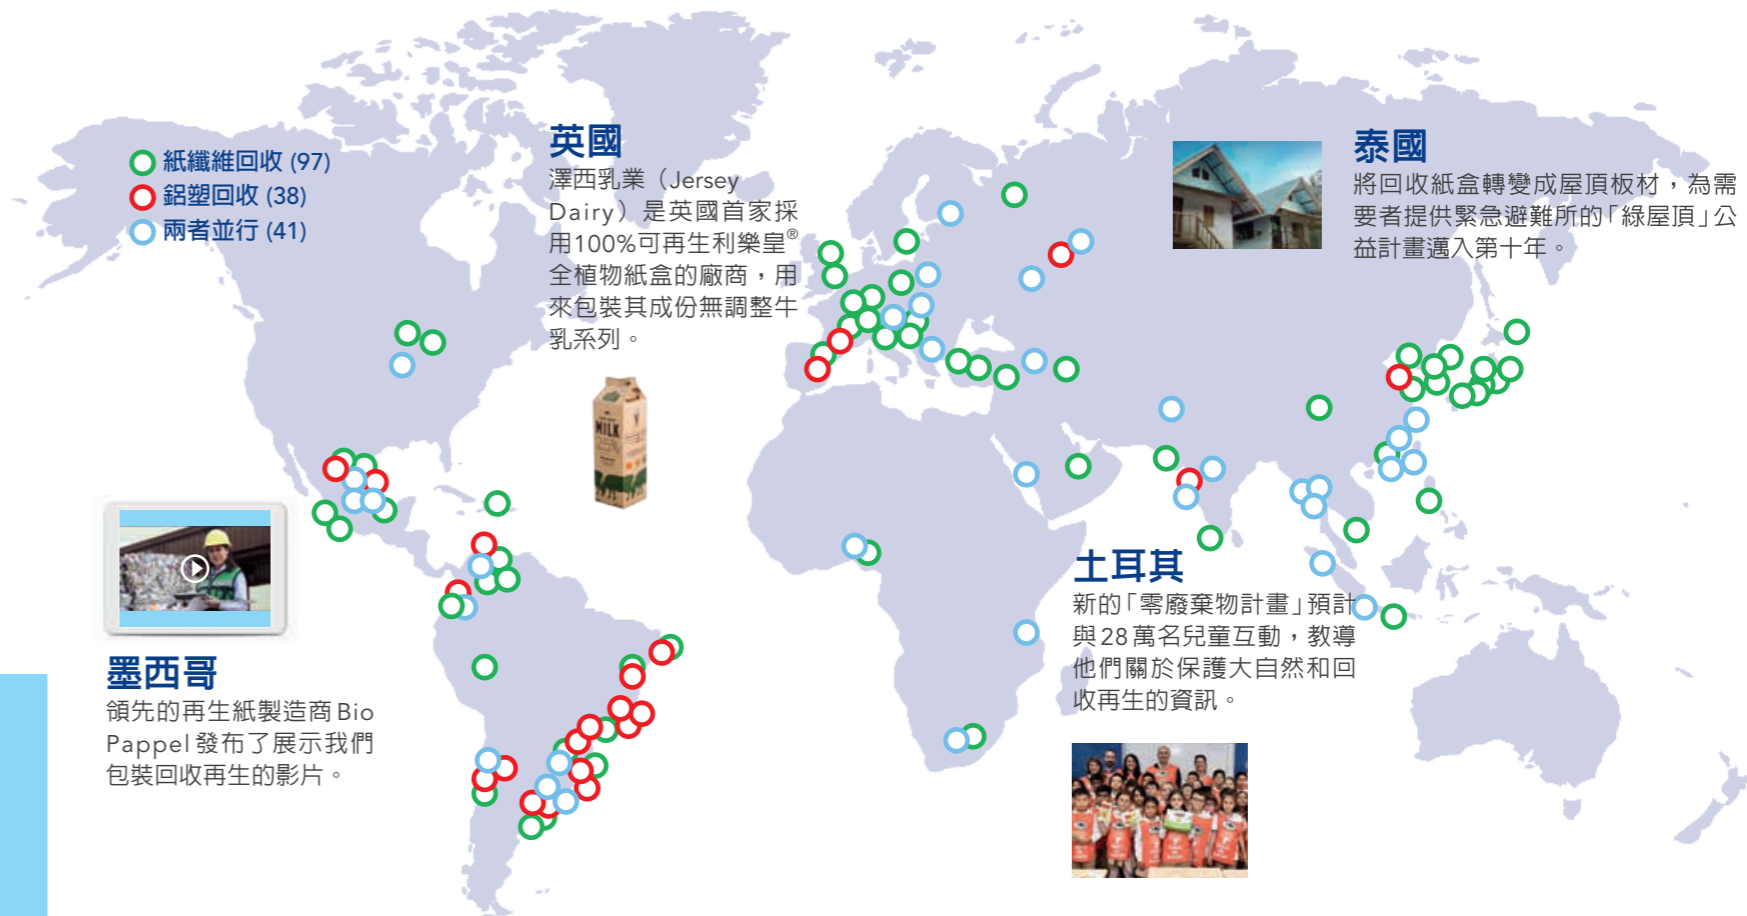 紙纖維回收 (97)
鋁塑回收 (38)
兩者並行 (41)
英國
澤西乳業（Jersey
Dairy）是英國首家採
用100%可再生利樂皇®
全植物紙盒的廠商，用
來包裝其成份無調整牛
乳系列。
MILK
泰國
將回收紙盒轉變成屋頂板材，為需
要者提供緊急避難所的「綠屋頂」公
益計畫邁入第十年。
墨西哥
領先的再生紙製造商 Bio
Pappel 發布了展示我們
包裝回收再生的影片。
土耳其
新的「零廢棄物計畫」預計
與28萬名兒童互動，教導
他們關於保護大自然和回
收再生的資訊。